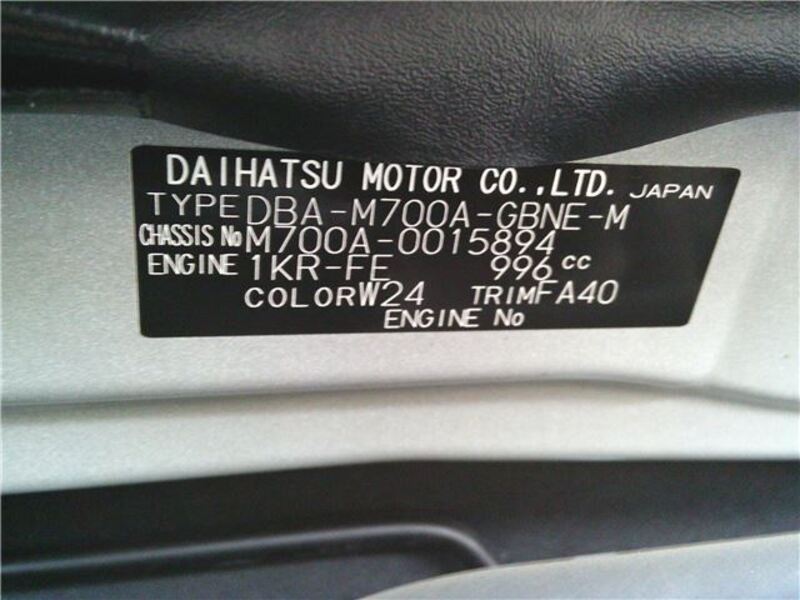 DAIHATSU MOTOR CO.,LTD. JAPAN
TYPE DBA-M700A-GBNE-M
CHASSIS No M700A-0015894
ENGINE 1KR-FE 996 cc
COLOR W24 TRIM FA40
ENGINE No